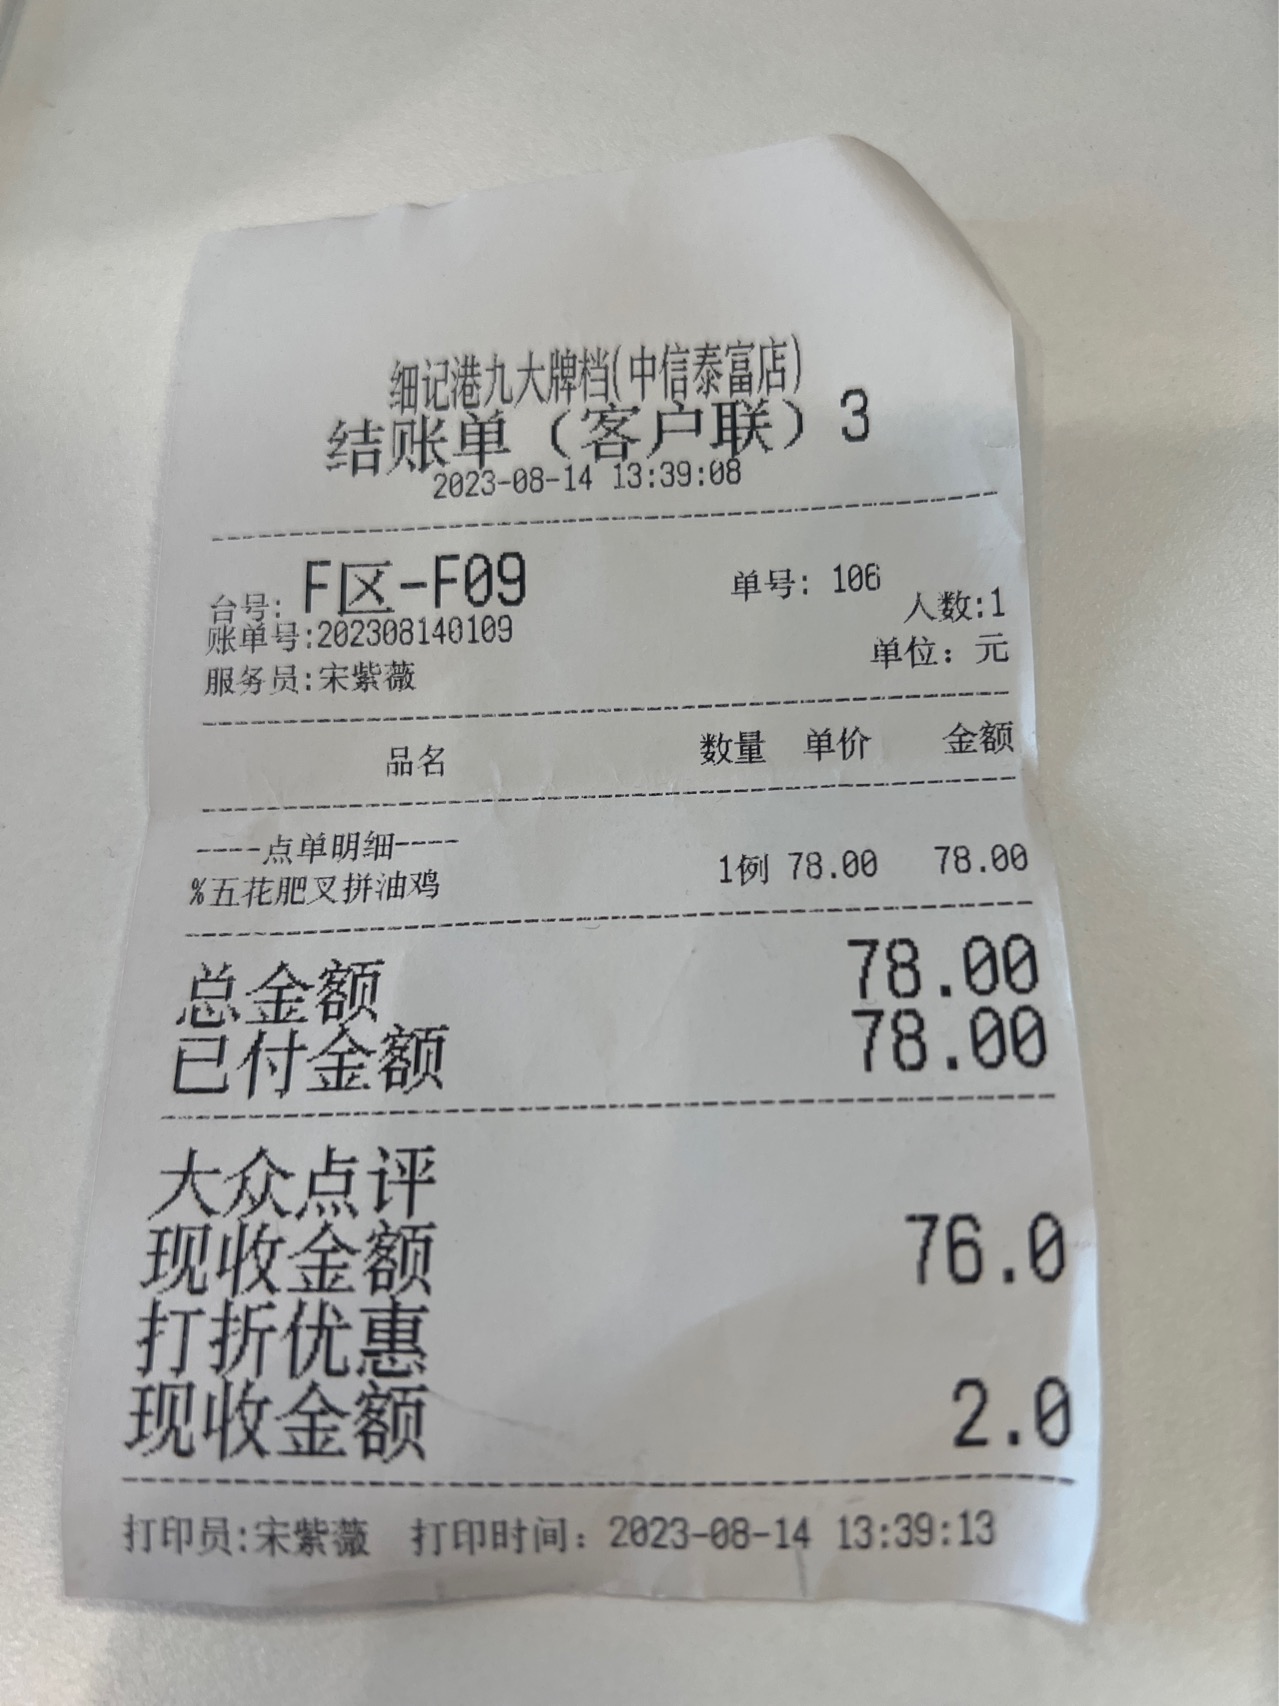 细记港九大牌档(中信泰富店)
结账单（客户联）3
2023-08-14 13:39:08
台号: F区-F09 单号: 106
账单号:202308140109 人数:1
服务员:宋紫薇 单位：元
品名 数量 单价 金额
----点单明细----
%五花肥叉拼油鸡 1例 78.00 78.00
总金额 78.00
已付金额 78.00
大众点评
现收金额 76.0
打折优惠
现收金额 2.0
打印员:宋紫薇 打印时间：2023-08-14 13:39:13